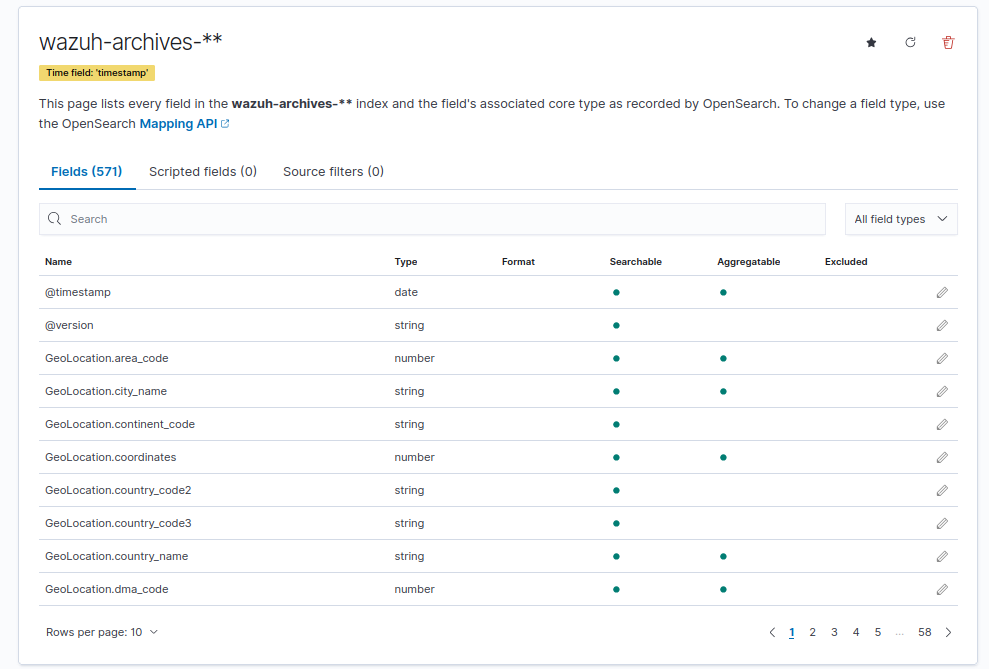 wazuh-archives-**
Time field: 'timestamp'
This page lists every field in the wazuh-archives-** index and the field's associated core type as recorded by OpenSearch. To change a field type, use
the OpenSearch Mapping API
Fields (571) Scripted fields (0) Source filters (0)
Search All field types
Name Type Format Searchable Aggregatable Excluded
@timestamp date
@version string
GeoLocation.area_code number
GeoLocation.city_name string
GeoLocation.continent_code string
GeoLocation.coordinates number
GeoLocation.country_code2 string
GeoLocation.country_code3 string
GeoLocation.country_name string
GeoLocation.dma_code number
Rows per page: 10 1 2 3 4 5 ... 58